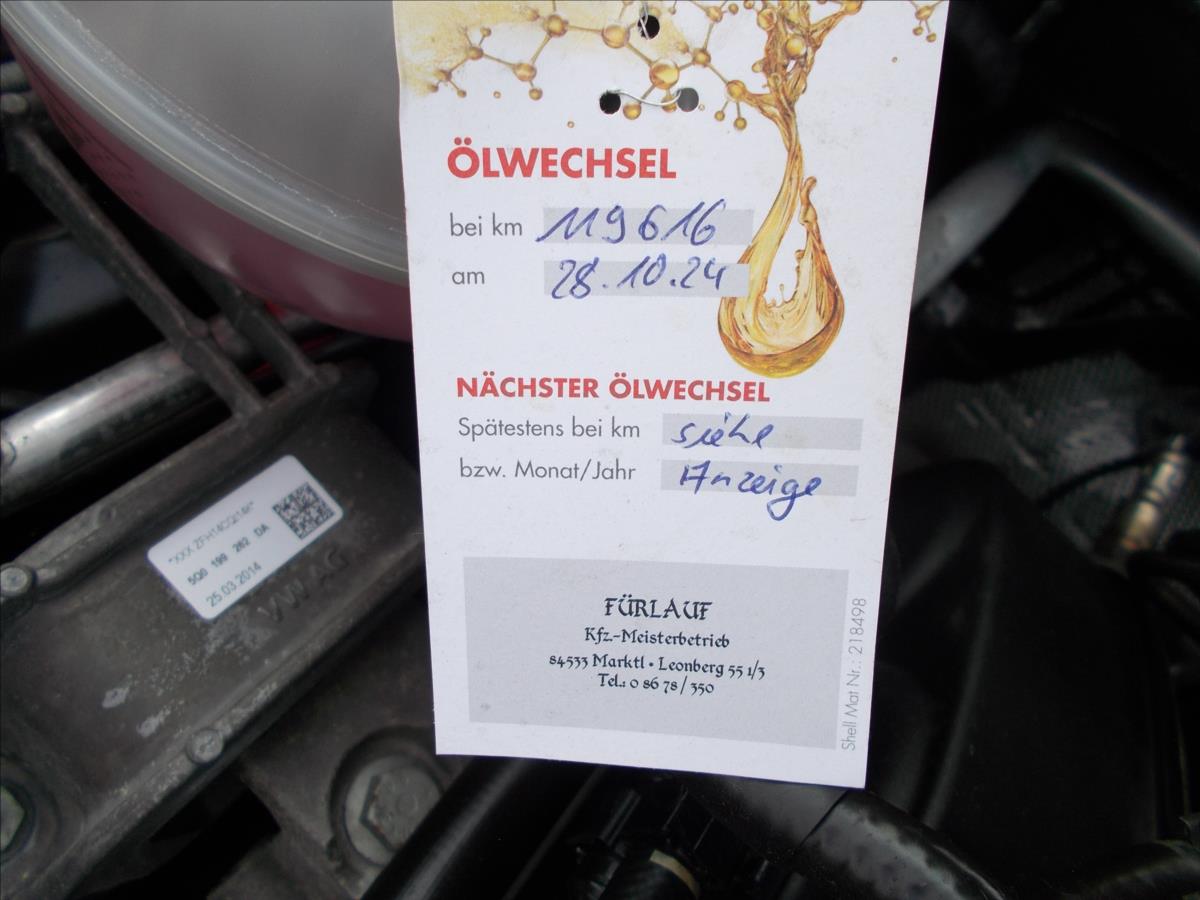 ÖLWECHSEL
bei km 119616
am 28.10.24
NÄCHSTER ÖLWECHSEL
Spätestens bei km siehe
bzw. Monat/Jahr Anzeige
FÜRLAUF
Kfz.-Meisterbetrieb
84533 Marktl • Leonberg 55 1/3
Tel.: 0 86 78 / 350
Shell Mat Nr.: 218498
5Q0 199 262 DA
25.03.2014
VW AG